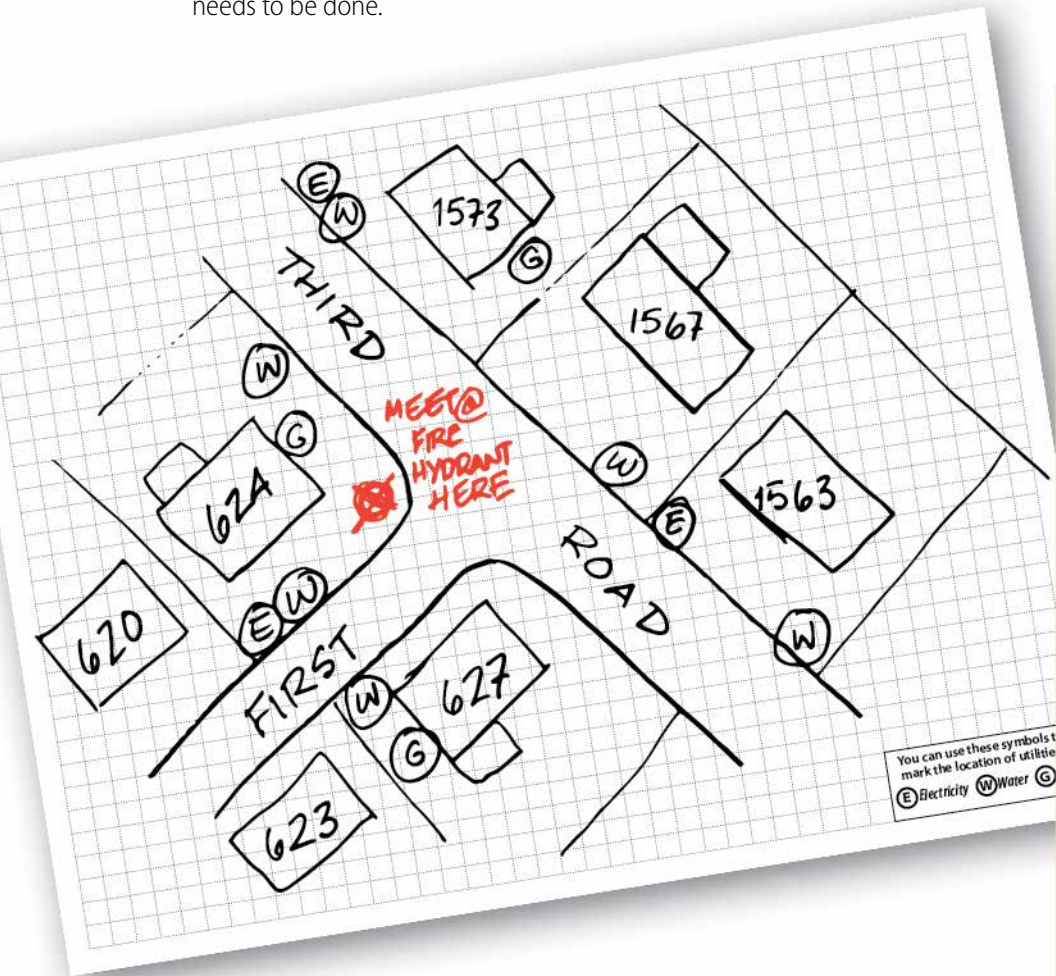 needs to be done.
E
W
1573
G
THIRD
1567
W
MEET@
FIRE
HYDRANT
HERE
G
W
1563
624
E
ROAD
W
E
620
W
FIRST
W
627
G
623
You can use these symbols t
mark the location of utilitie
E Electricity W Water G